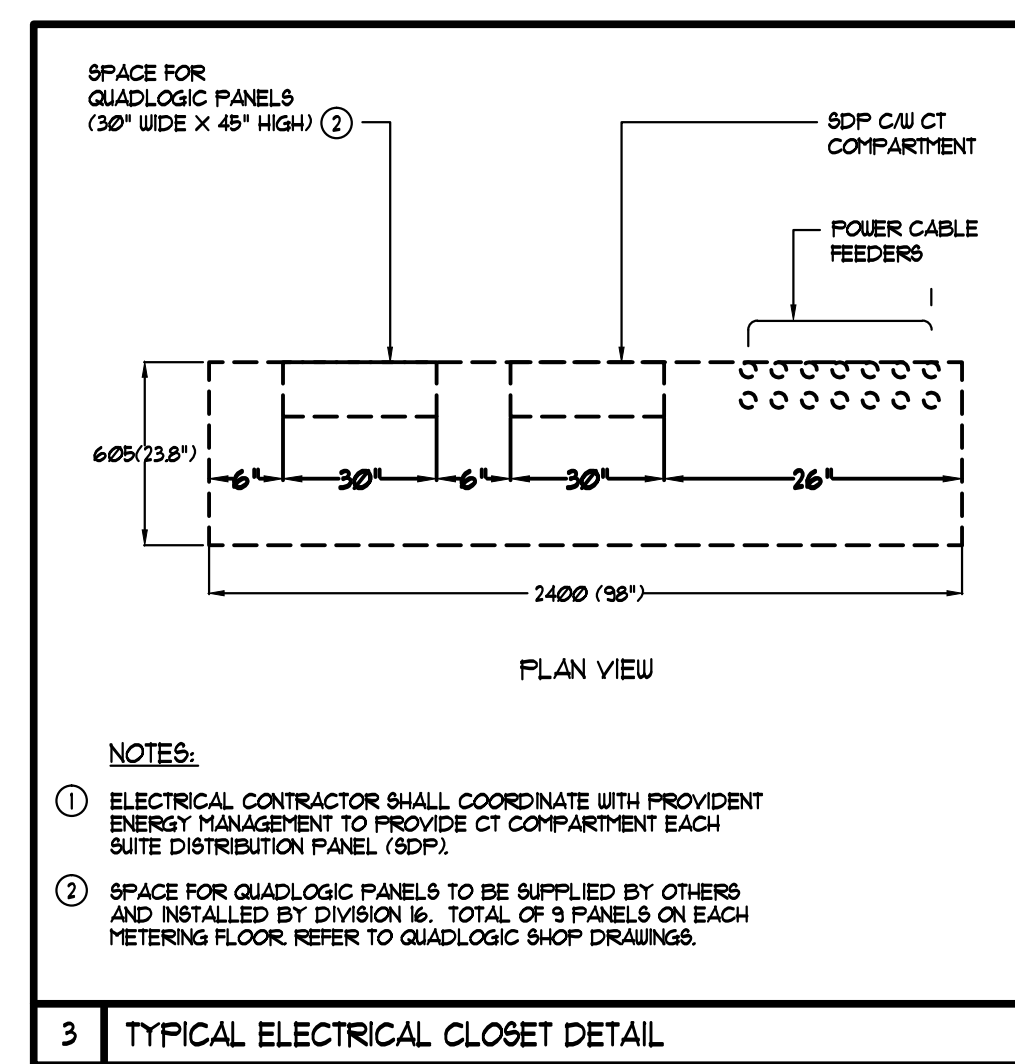 SPACE FOR
QUADLOGIC PANELS
(30" WIDE X 45" HIGH) 2
SDP C/W CT
COMPARTMENT
POWER CABLE
FEEDERS
605(23.8")
6" 30" 6" 30" 26"
2400 (98")
PLAN VIEW
NOTES:
1 ELECTRICAL CONTRACTOR SHALL COORDINATE WITH PROVIDENT
ENERGY MANAGEMENT TO PROVIDE CT COMPARTMENT EACH
SUITE DISTRIBUTION PANEL (SDP).
2 SPACE FOR QUADLOGIC PANELS TO BE SUPPLIED BY OTHERS
AND INSTALLED BY DIVISION 16. TOTAL OF 9 PANELS ON EACH
METERING FLOOR. REFER TO QUADLOGIC SHOP DRAWINGS.
3 TYPICAL ELECTRICAL CLOSET DETAIL